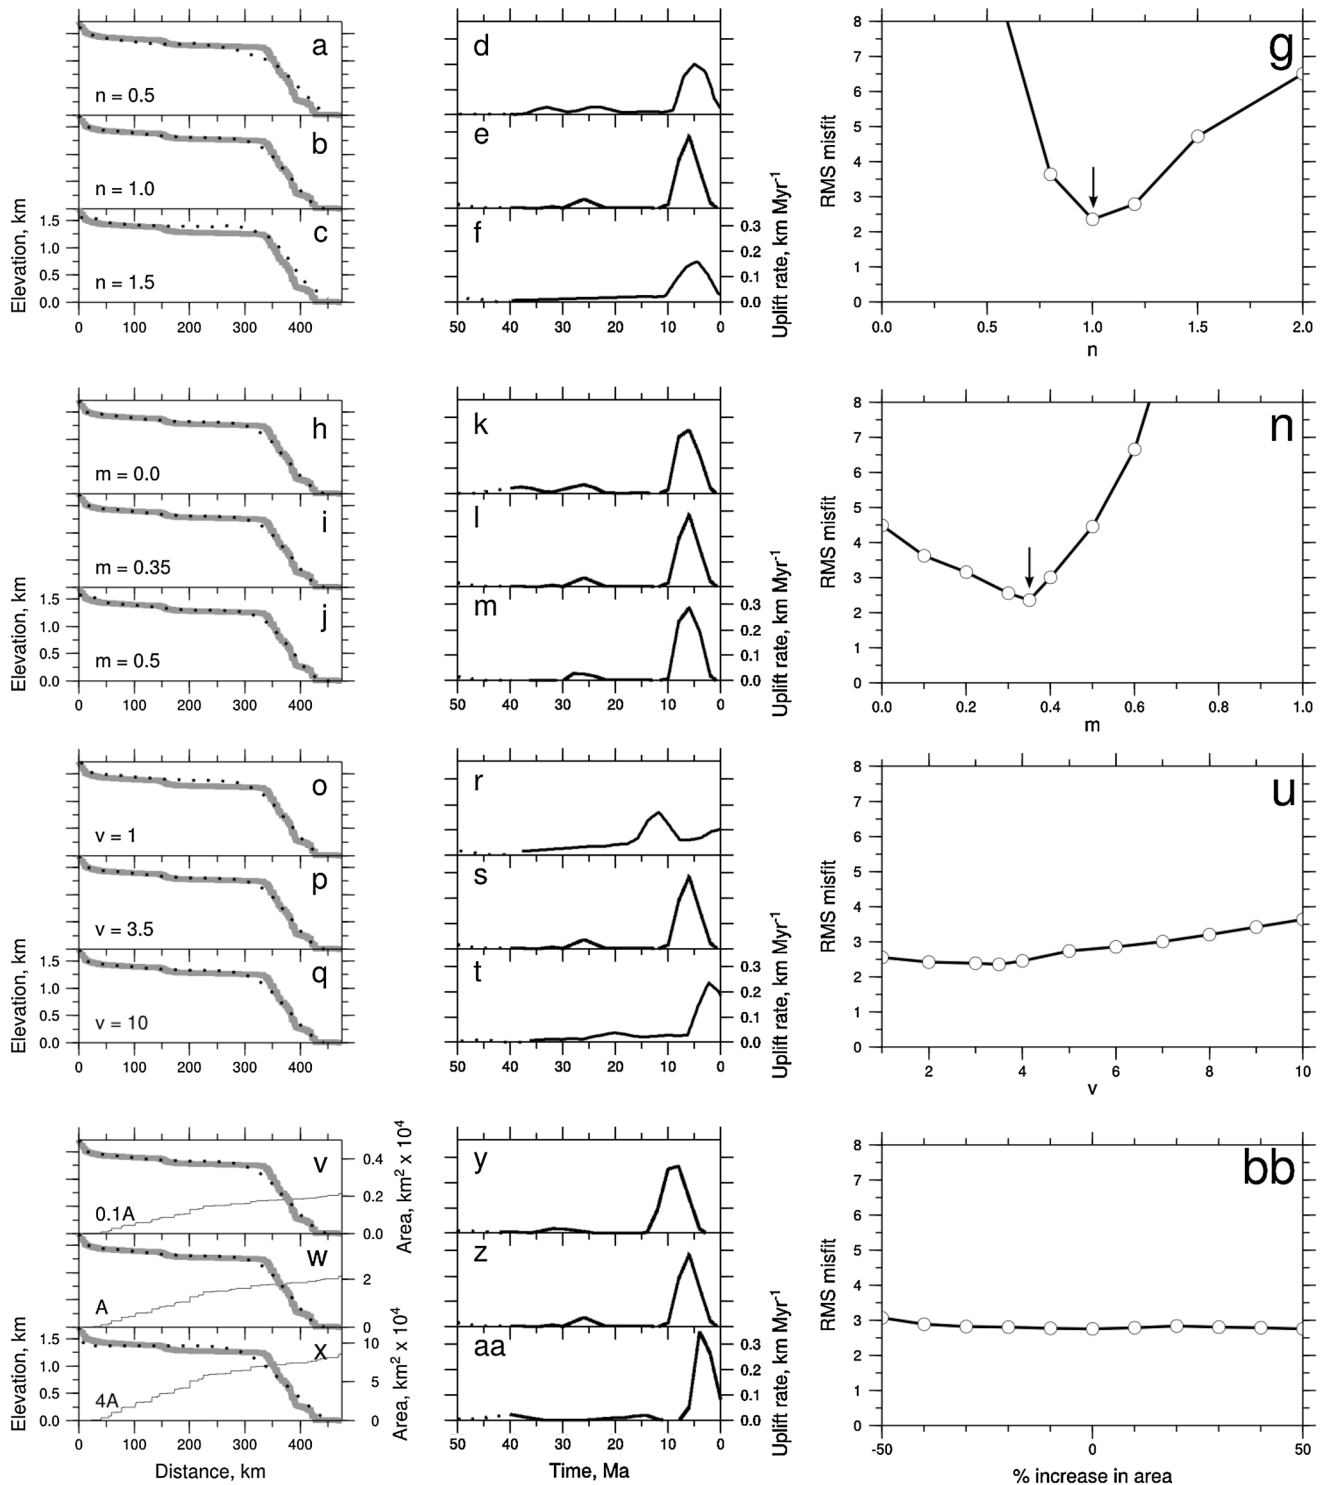 a
n = 0.5
b
n = 1.0
c
n = 1.5
1.5
1.0
0.5
0.0
Elevation, km
0 100 200 300 400
d
e
f
0.3
0.2
0.1
0.0
Uplift rate, km Myr-1
50 40 30 20 10 0
g
8
7
6
5
4
3
2
1
0
RMS misfit
0.0 0.5 1.0 1.5 2.0
n
h
m = 0.0
i
m = 0.35
j
m = 0.5
1.5
1.0
0.5
0.0
Elevation, km
0 100 200 300 400
k
l
m
0.3
0.2
0.1
0.0
Uplift rate, km Myr-1
50 40 30 20 10 0
n
8
7
6
5
4
3
2
1
0
RMS misfit
0.0 0.2 0.4 0.6 0.8 1.0
m
o
v = 1
p
v = 3.5
q
v = 10
1.5
1.0
0.5
0.0
Elevation, km
0 100 200 300 400
r
s
t
0.3
0.2
0.1
0.0
Uplift rate, km Myr-1
50 40 30 20 10 0
u
8
7
6
5
4
3
2
1
0
RMS misfit
2 4 6 8 10
v
v
0.1A
0.4
0.2
0.0
Area, km2 x 104
w
A
2
0
x
4A
1.5
1.0
0.5
0.0
Elevation, km
10
5
0
Area, km2 x 104
0 100 200 300 400
Distance, km
y
z
aa
0.3
0.2
0.1
0.0
Uplift rate, km Myr-1
50 40 30 20 10 0
Time, Ma
bb
8
7
6
5
4
3
2
1
0
RMS misfit
-50 0 50
% increase in area